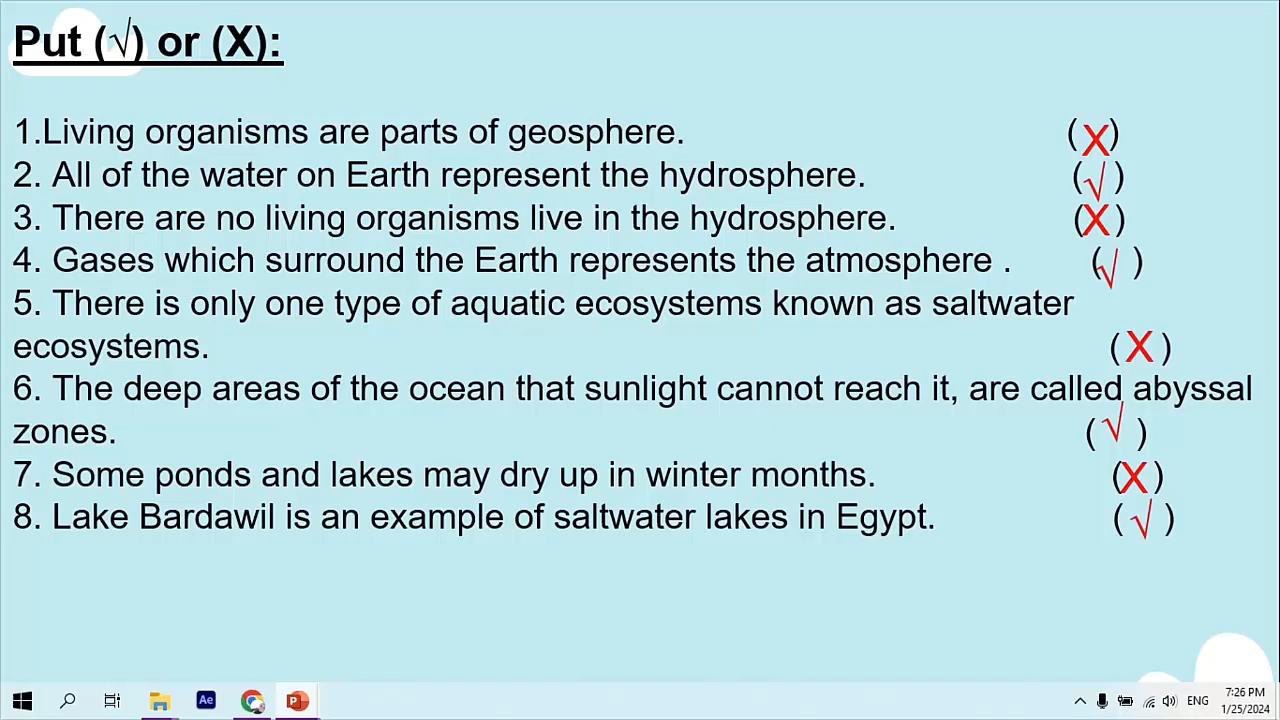 Put (√) or (X):
1.Living organisms are parts of geosphere. (X)
2. All of the water on Earth represent the hydrosphere. (√)
3. There are no living organisms live in the hydrosphere. (X)
4. Gases which surround the Earth represents the atmosphere . (√ )
5. There is only one type of aquatic ecosystems known as saltwater
ecosystems. ( X )
6. The deep areas of the ocean that sunlight cannot reach it, are called abyssal
zones. ( √ )
7. Some ponds and lakes may dry up in winter months. (X )
8. Lake Bardawil is an example of saltwater lakes in Egypt. ( √ )
Ae
P
ENG
7:26 PM
1/25/2024